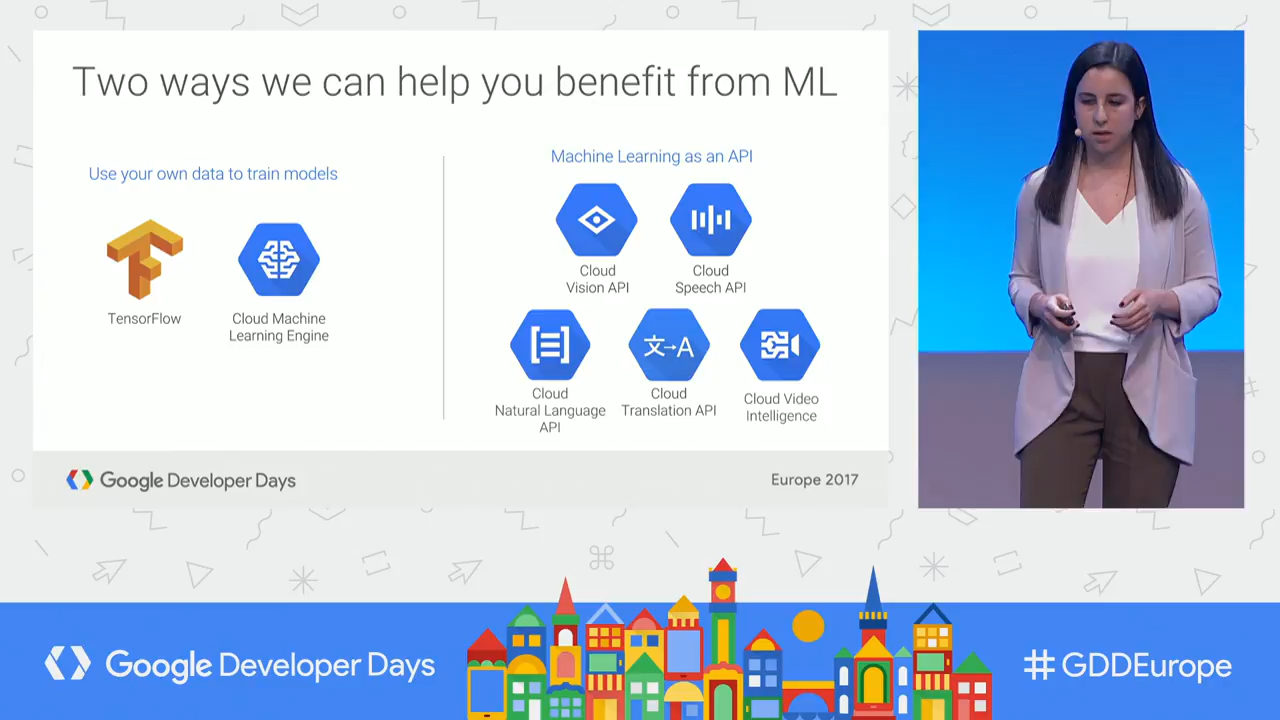 Two ways we can help you benefit from ML
Use your own data to train models
TensorFlow
Cloud Machine
Learning Engine
Machine Learning as an API
Cloud
Vision API
Cloud
Speech API
Cloud
Natural Language
API
文→A
Cloud
Translation API
Cloud Video
Intelligence
Google Developer Days
Europe 2017
Google Developer Days
#GDDEurope